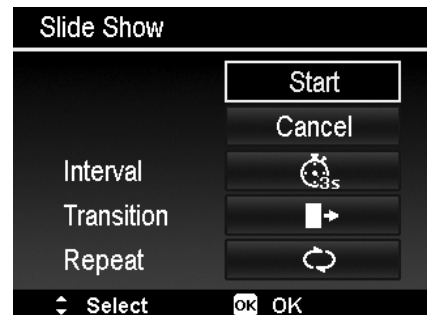 Slide Show
Start
Cancel
Interval 3s
Transition
Repeat
Select OK OK